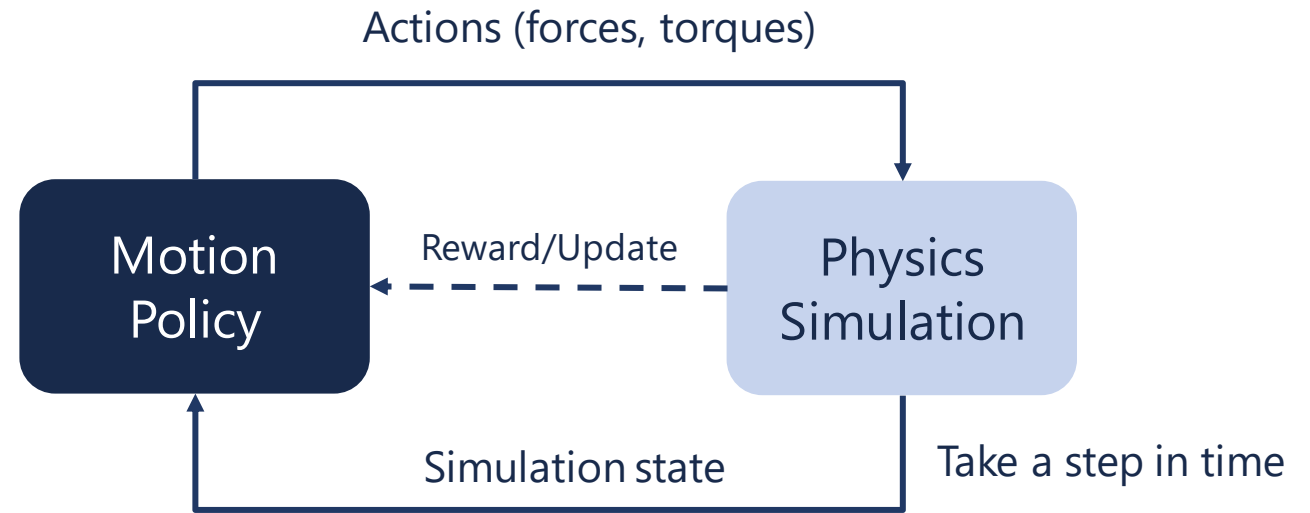 Actions (forces, torques)
Motion
Policy
Reward/Update
Physics
Simulation
Simulation state
Take a step in time